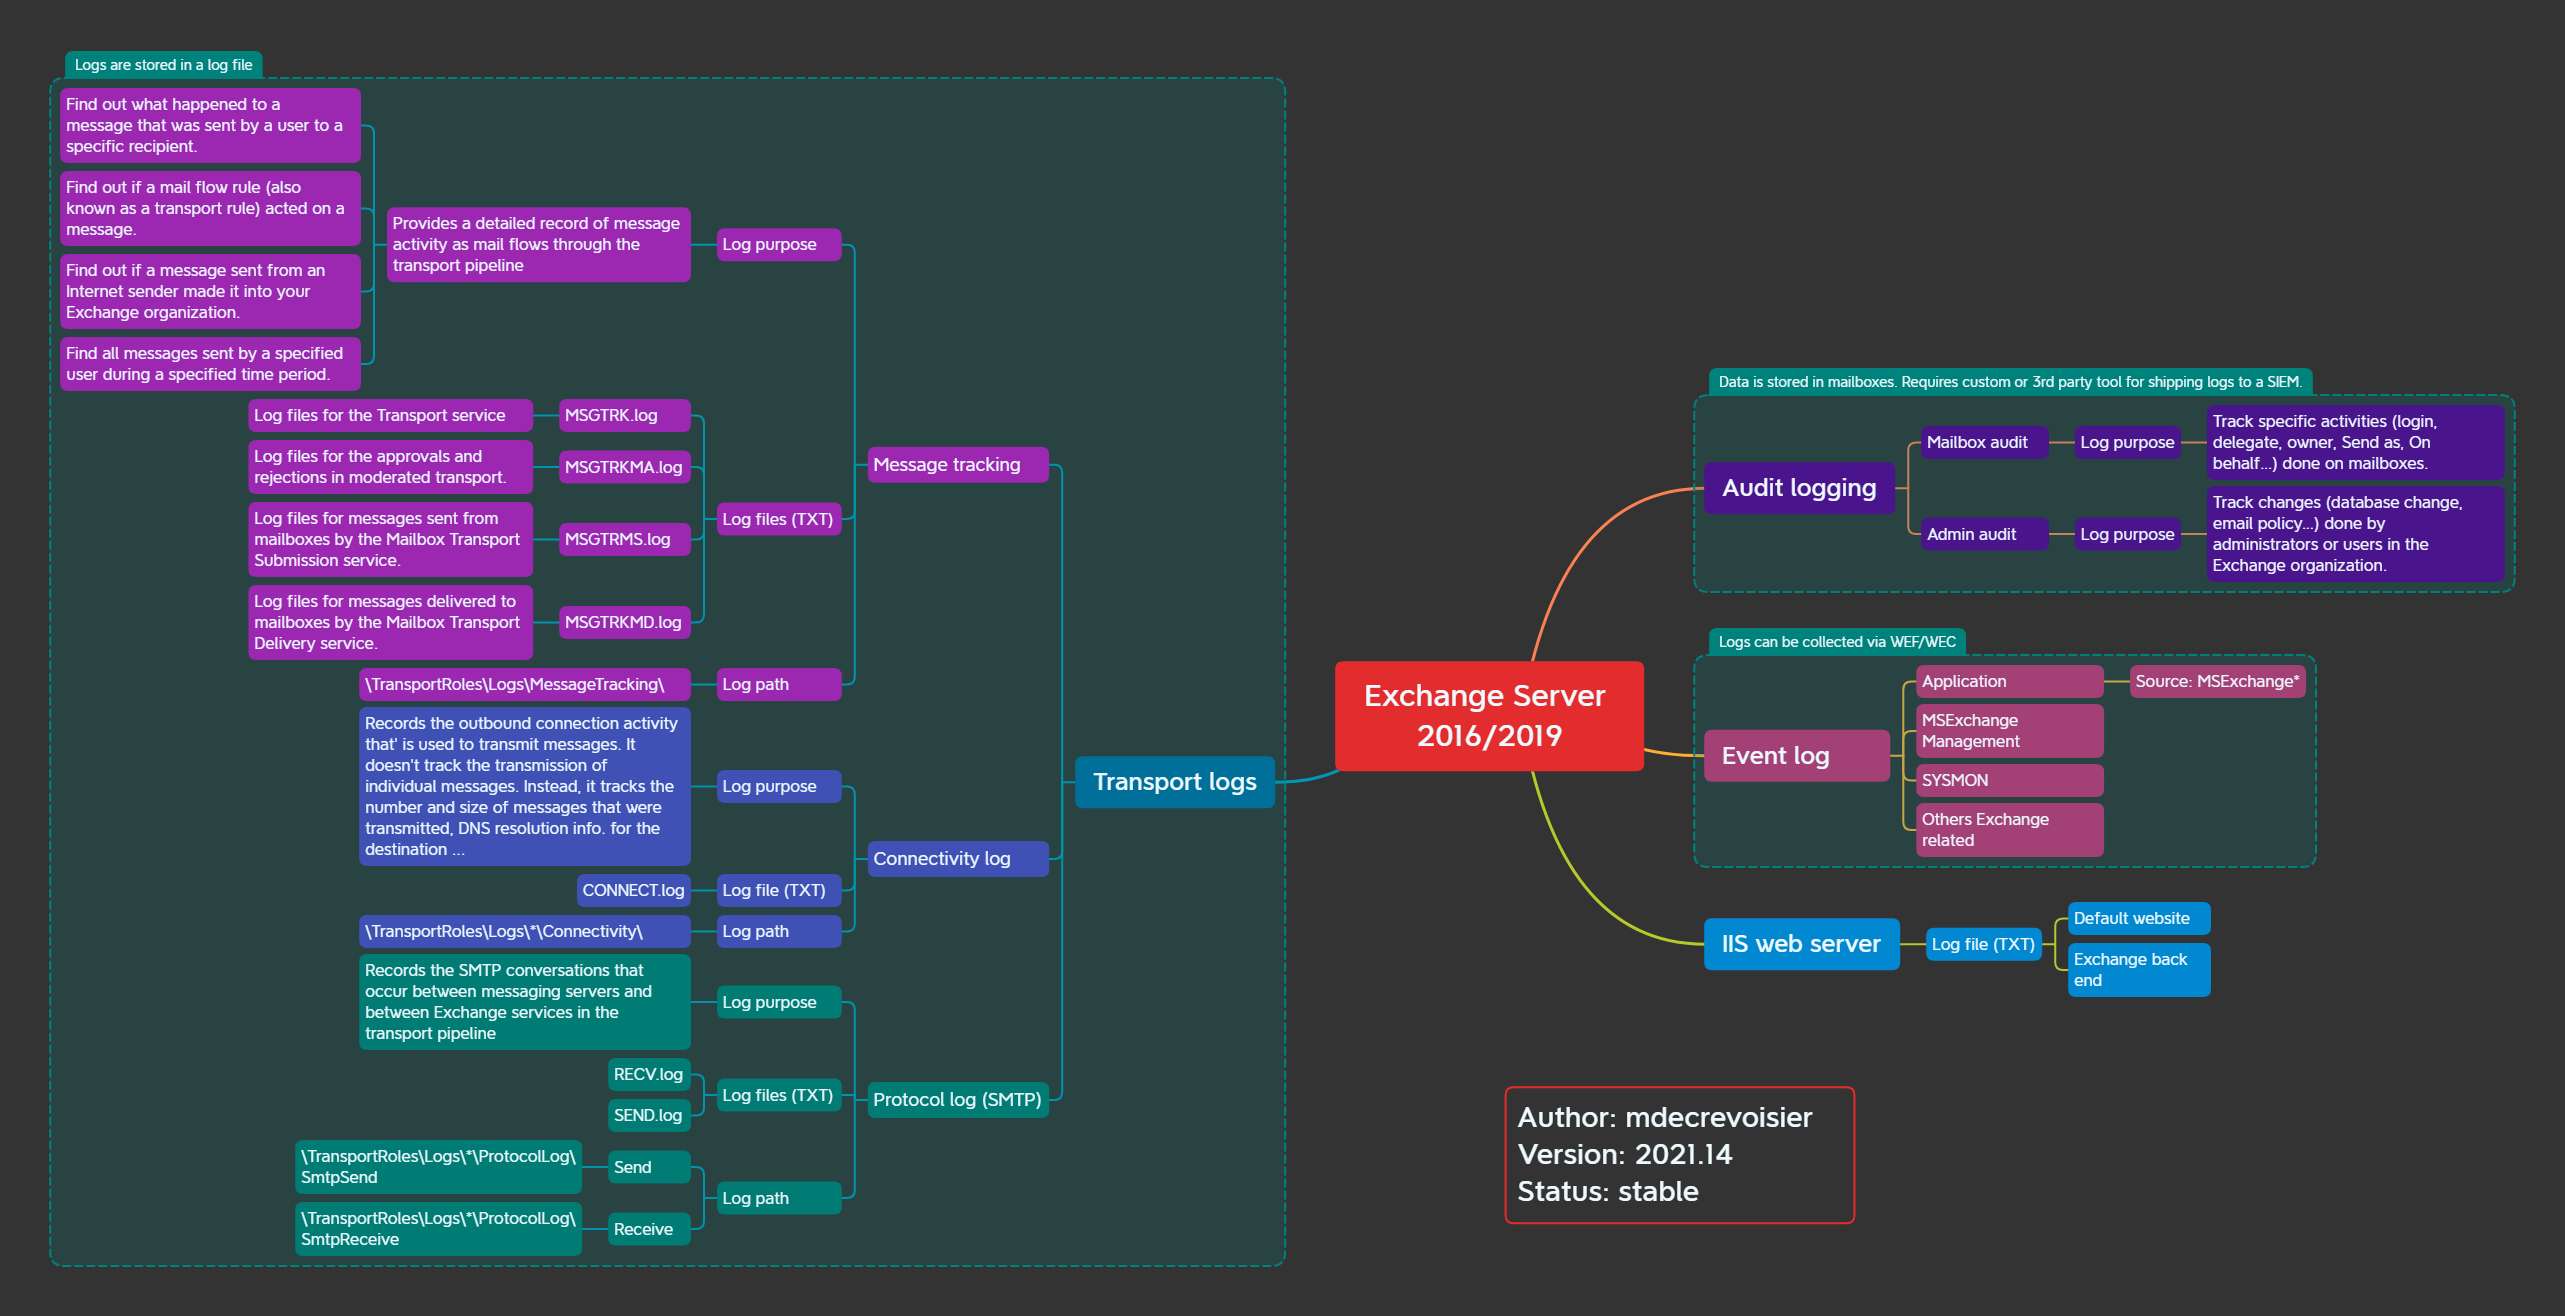 Logs are stored in a log file
Find out what happened to a
message that was sent by a user to a
specific recipient.
Find out if a mail flow rule (also
known as a transport rule) acted on a
message.
Find out if a message sent from an
Internet sender made it into your
Exchange organization.
Find all messages sent by a specified
user during a specified time period.
Provides a detailed record of message
activity as mail flows through the
transport pipeline
Log purpose
Log files for the Transport service
MSGTRK.log
Log files for the approvals and
rejections in moderated transport.
MSGTRKMA.log
Log files for messages sent from
mailboxes by the Mailbox Transport
Submission service.
MSGTRMS.log
Log files for messages delivered to
mailboxes by the Mailbox Transport
Delivery service.
MSGTRKMD.log
Log files (TXT)
\TransportRoles\Logs\MessageTracking\
Log path
Message tracking
Records the outbound connection activity
that' is used to transmit messages. It
doesn't track the transmission of
individual messages. Instead, it tracks the
number and size of messages that were
transmitted, DNS resolution info. for the
destination ...
Log purpose
CONNECT.log
Log file (TXT)
\TransportRoles\Logs\*\Connectivity\
Log path
Connectivity log
Records the SMTP conversations that
occur between messaging servers and
between Exchange services in the
transport pipeline
Log purpose
RECV.log
SEND.log
Log files (TXT)
\TransportRoles\Logs\*\ProtocolLog\
SmtpSend
Send
\TransportRoles\Logs\*\ProtocolLog\
SmtpReceive
Receive
Log path
Protocol log (SMTP)
Transport logs
Exchange Server
2016/2019
Data is stored in mailboxes. Requires custom or 3rd party tool for shipping logs to a SIEM.
Audit logging
Mailbox audit
Log purpose
Track specific activities (login,
delegate, owner, Send as, On
behalf...) done on mailboxes.
Admin audit
Log purpose
Track changes (database change,
email policy...) done by
administrators or users in the
Exchange organization.
Logs can be collected via WEF/WEC
Event log
Application
Source: MSExchange*
MSExchange
Management
SYSMON
Others Exchange
related
IIS web server
Log file (TXT)
Default website
Exchange back
end
Author: mdecrevoisier
Version: 2021.14
Status: stable